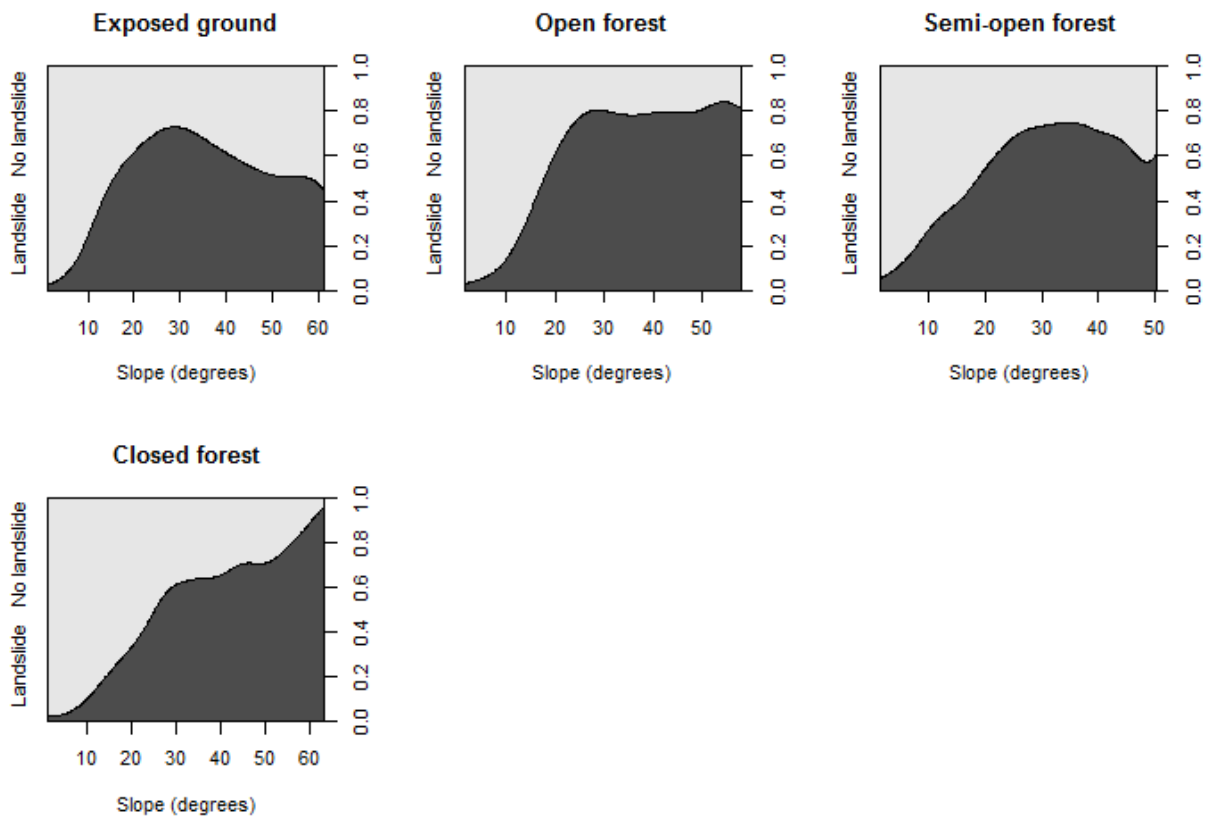 Exposed ground
Landslide No landslide
0.0 0.2 0.4 0.6 0.8 1.0
10 20 30 40 50 60
Slope (degrees)
Open forest
Landslide No landslide
0.0 0.2 0.4 0.6 0.8 1.0
10 20 30 40 50
Slope (degrees)
Semi-open forest
Landslide No landslide
0.0 0.2 0.4 0.6 0.8 1.0
10 20 30 40 50
Slope (degrees)
Closed forest
Landslide No landslide
0.0 0.2 0.4 0.6 0.8 1.0
10 20 30 40 50 60
Slope (degrees)